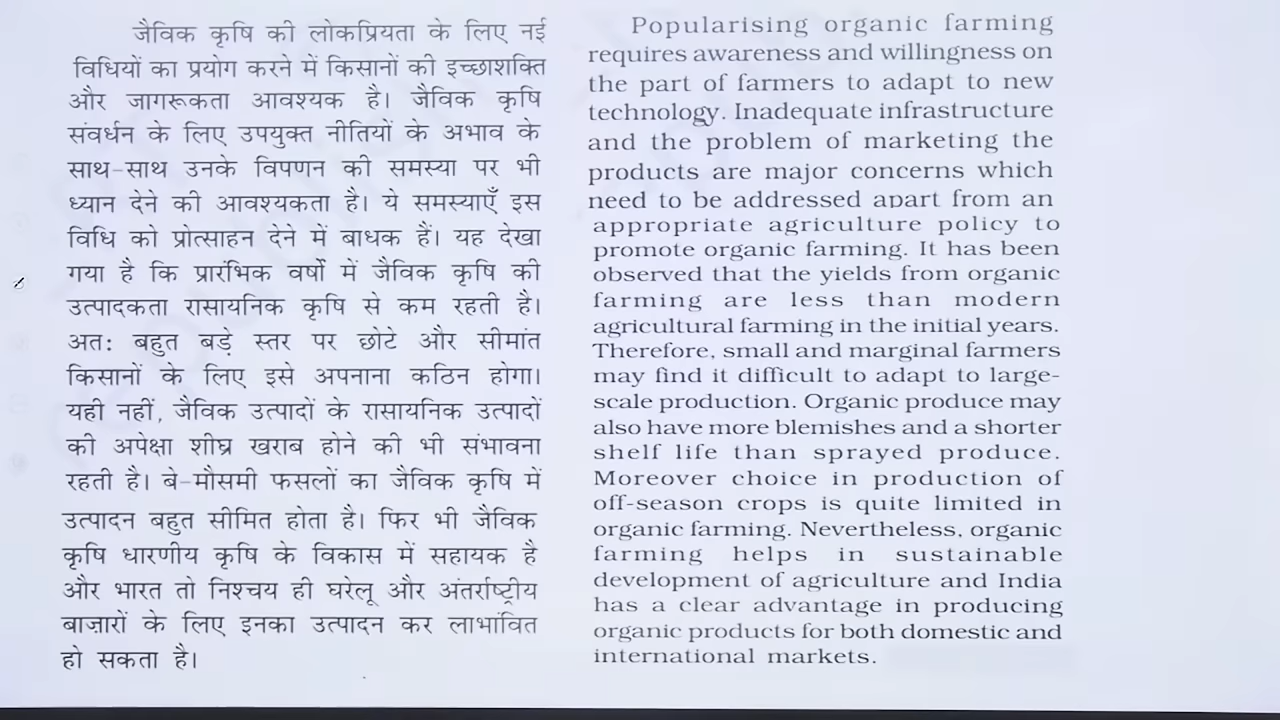 जैविक कृषि की लोकप्रियता के लिए नई
विधियों का प्रयोग करने में किसानों की इच्छाशक्ति
और जागरूकता आवश्यक है। जैविक कृषि
संवर्धन के लिए उपयुक्त नीतियों के अभाव के
साथ-साथ उनके विपणन की समस्या पर भी
ध्यान देने की आवश्यकता है। ये समस्याएँ इस
विधि को प्रोत्साहन देने में बाधक हैं। यह देखा
गया है कि प्रारंभिक वर्षों में जैविक कृषि की
उत्पादकता रासायनिक कृषि से कम रहती है।
अतः बहुत बड़े स्तर पर छोटे और सीमांत
किसानों के लिए इसे अपनाना कठिन होगा।
यही नहीं, जैविक उत्पादों के रासायनिक उत्पादों
की अपेक्षा शीघ्र खराब होने की भी संभावना
रहती है। बे-मौसमी फसलों का जैविक कृषि में
उत्पादन बहुत सीमित होता है। फिर भी जैविक
कृषि धारणीय कृषि के विकास में सहायक है
और भारत तो निश्चय ही घरेलू और अंतर्राष्ट्रीय
बाज़ारों के लिए इनका उत्पादन कर लाभांवित
हो सकता है।
Popularising organic farming
requires awareness and willingness on
the part of farmers to adapt to new
technology. Inadequate infrastructure
and the problem of marketing the
products are major concerns which
need to be addressed apart from an
appropriate agriculture policy to
promote organic farming. It has been
observed that the yields from organic
farming are less than modern
agricultural farming in the initial years.
Therefore, small and marginal farmers
may find it difficult to adapt to large-
scale production. Organic produce may
also have more blemishes and a shorter
shelf life than sprayed produce.
Moreover choice in production of
off-season crops is quite limited in
organic farming. Nevertheless, organic
farming helps in sustainable
development of agriculture and India
has a clear advantage in producing
organic products for both domestic and
international markets.